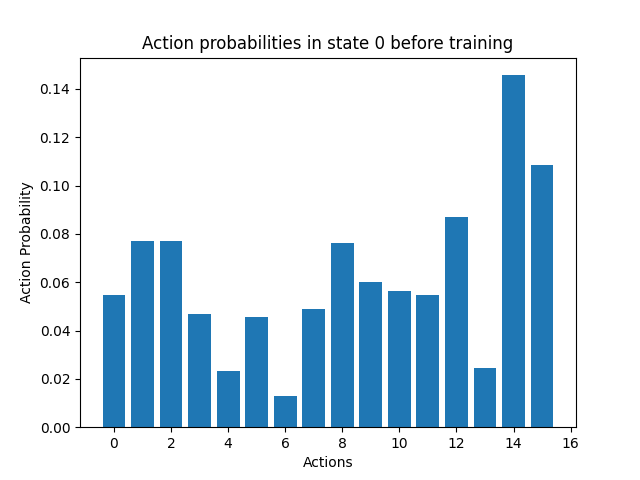 Action probabilities in state 0 before training
0.14
0.12
0.10
0.08
0.06
0.04
0.02
0.00
Action Probability
0 2 4 6 8 10 12 14 16
Actions